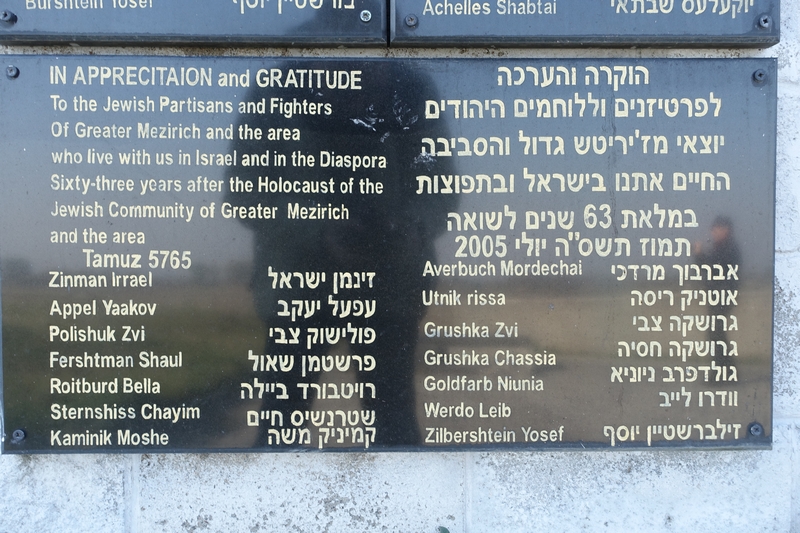 Burshtein Yosef בורשטיין יוסף
Achelles Shabtai יוקעלעס שבתאי
IN APPRECITAION and GRATITUDE
To the Jewish Partisans and Fighters
Of Greater Mezirich and the area
who live with us in Israel and in the Diaspora
Sixty-three years after the Holocaust of the
Jewish Community of Greater Mezirich
and the area
Tamuz 5765
הוקרה והערכה
לפרטיזנים וללוחמים היהודים
יוצאי מז'יריטש גדול והסביבה
החיים אתנו בישראל ובתפוצות
במלאת 63 שנים לשואה
תמוז תשס"ה יולי 2005
Zinman Irrael זינמן ישראל
Appel Yaakov עפעל יעקב
Polishuk Zvi פולישוק צבי
Fershtman Shaul פרשטמן שאול
Roitburd Bella רויטבורד ביילה
Sternshiss Chayim שטרנשיס חיים
Kaminik Moshe קמיניק משה
Averbuch Mordechai אברבוך מרדכי
Utnik rissa אוטניק ריסה
Grushka Zvi גרושקה צבי
Grushka Chassia גרושקה חסיה
Goldfarb Niunia גולדפרב ניוניא
Werdo Leib וודרו לייב
Zilbershtein Yosef זילברשטיין יוסף